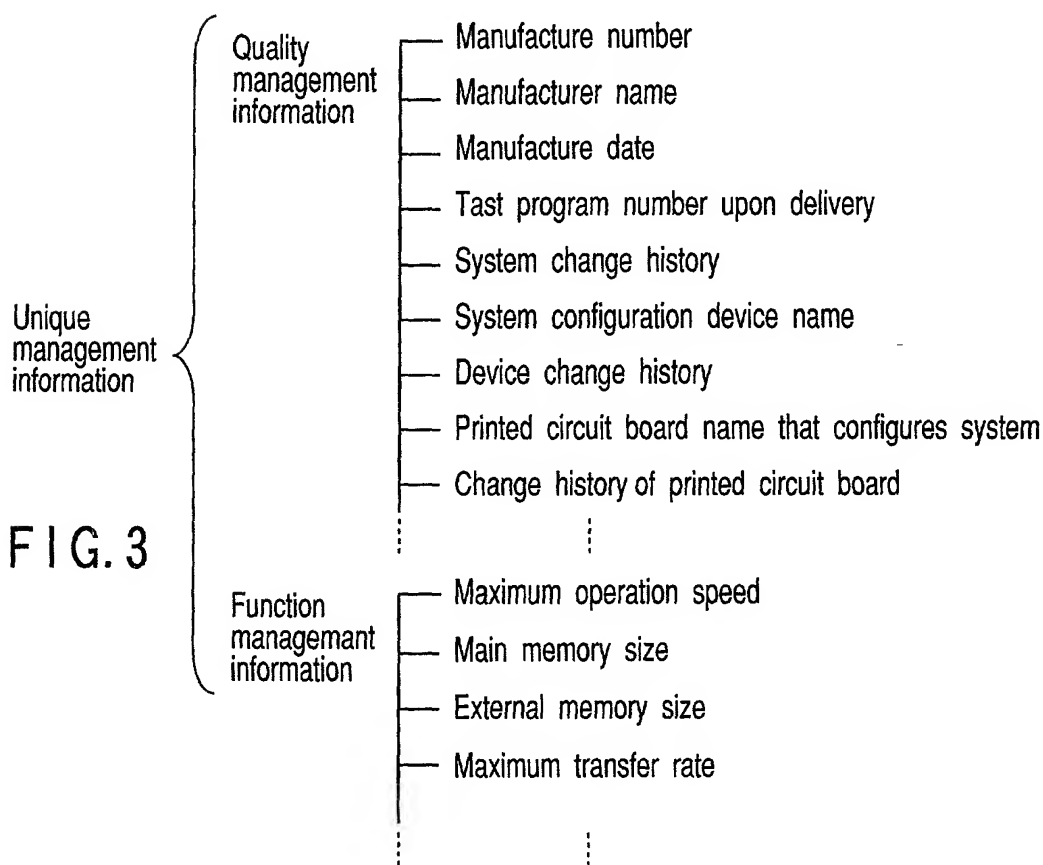 Unique
management
information
FIG. 3
Quality
management
information
Manufacture number
Manufacturer name
Manufacture date
Tast program number upon delivery
System change history
System configuration device name
Device change history
Printed circuit board name that configures system
Change history of printed circuit board
Function
managemant
information
Maximum operation speed
Main memory size
External memory size
Maximum transfer rate